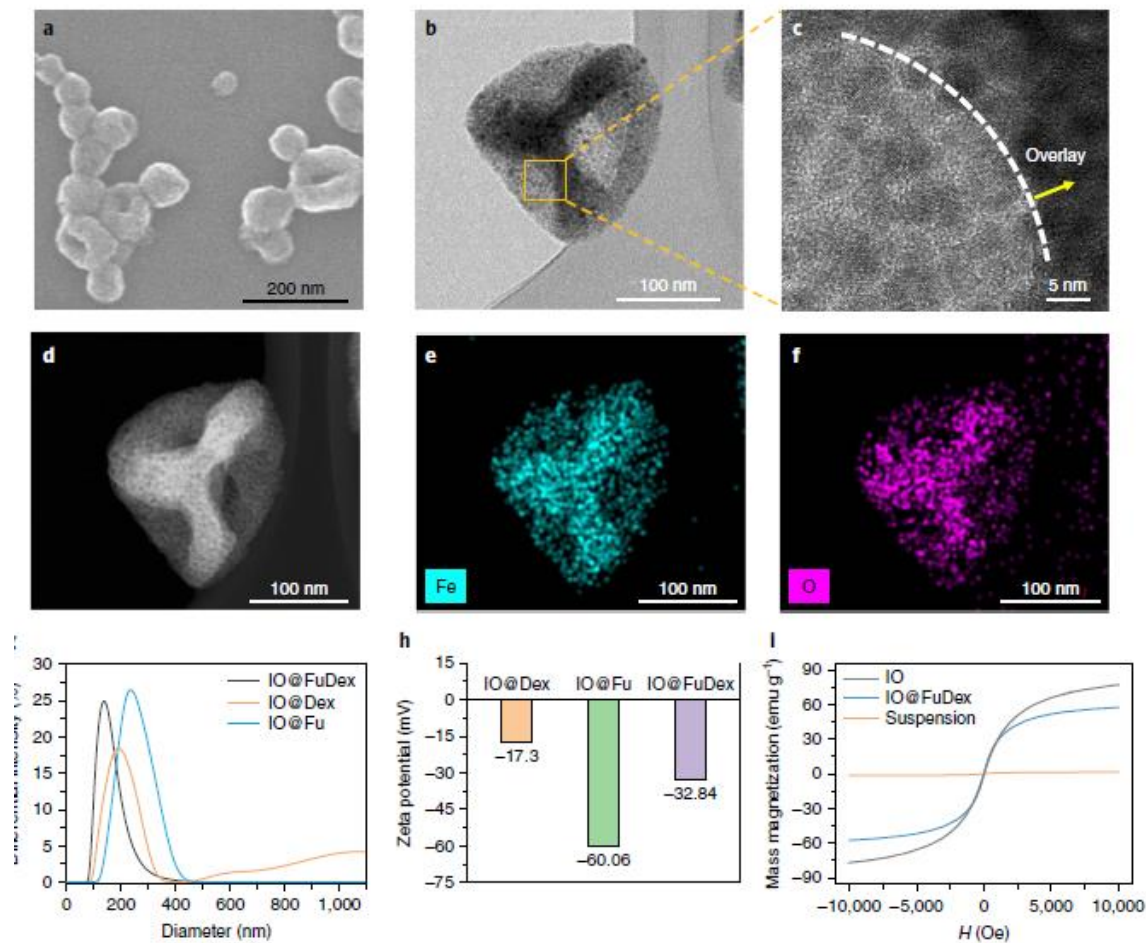 a
200 nm
b
100 nm
c
Overlay
5 nm
d
100 nm
e
Fe
100 nm
f
O
100 nm
30
25
20
15
10
5
0
IO@FuDex
IO@Dex
IO@Fu
0 200 400 600 800 1,000
Diameter (nm)
h
Zeta potential (mV)
15
0
−15
−30
−45
−60
−75
IO@Dex IO@Fu IO@FuDex
−17.3
−60.06
−32.84
i
Mass magnetization (emu g⁻¹)
90
60
30
0
−30
−60
−90
IO
IO@FuDex
Suspension
−10,000 −5,000 0 5,000 10,000
H (Oe)